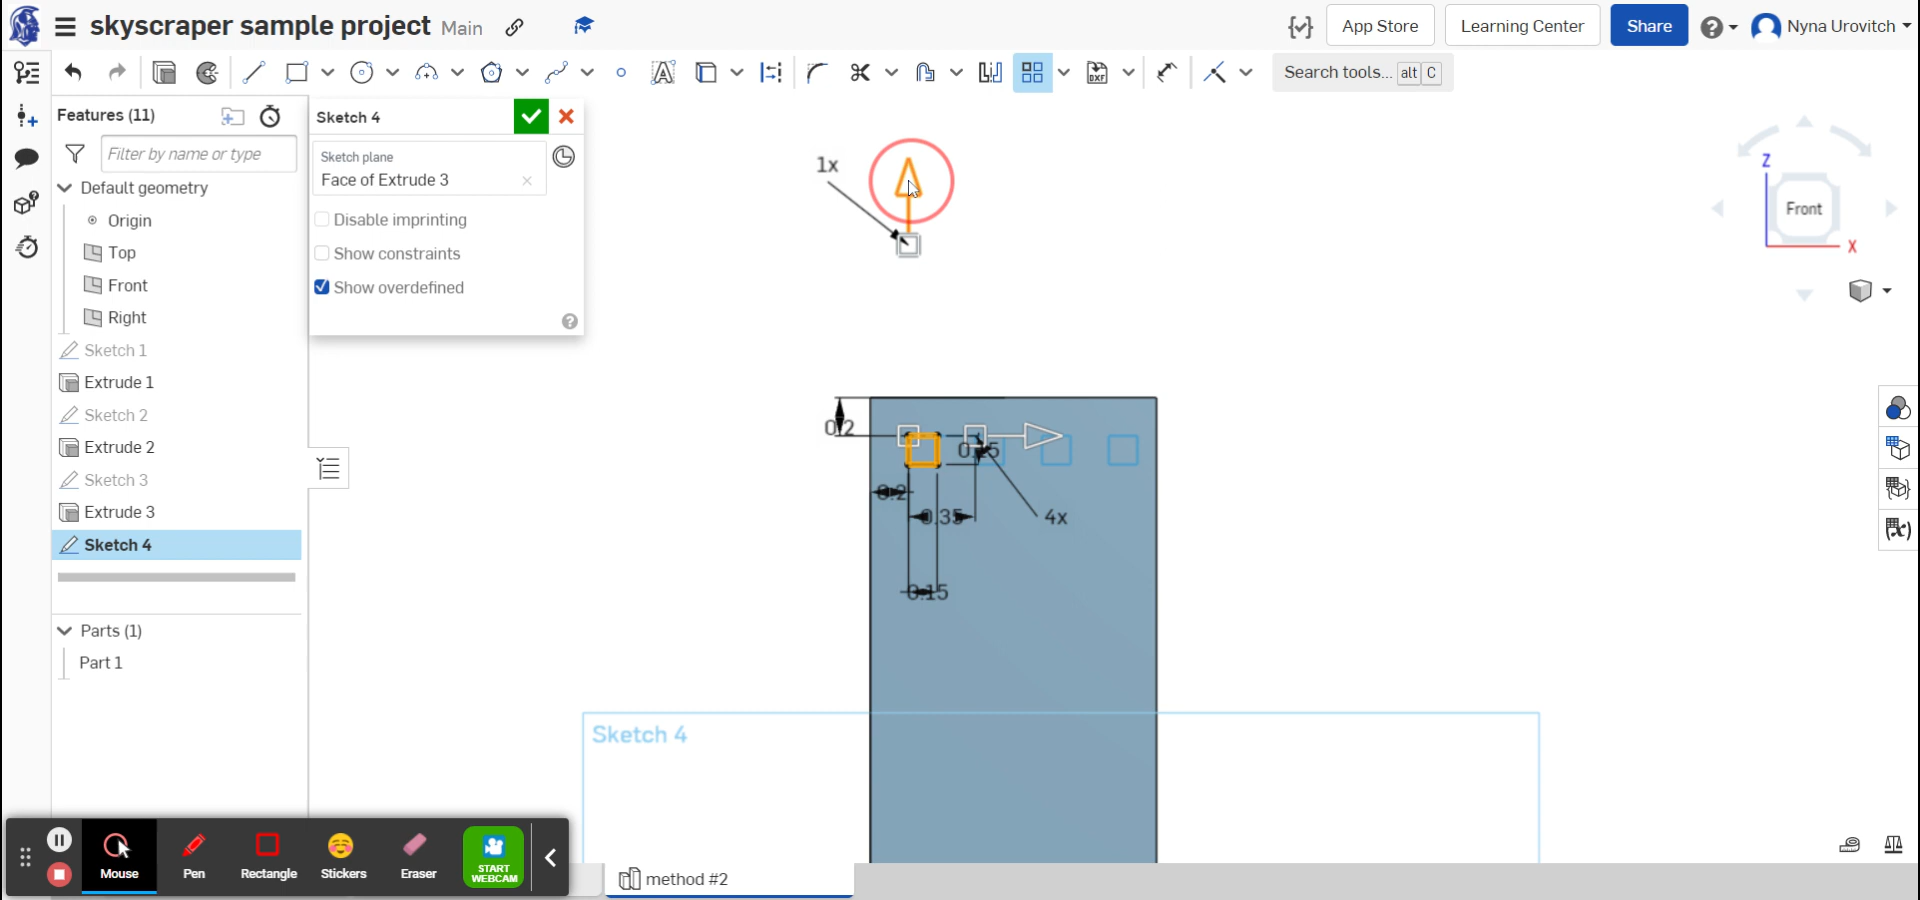 skyscraper sample project Main
App Store
Learning Center
Share
Nyna Urovitch
Search tools... alt C
Features (11)
Filter by name or type
Default geometry
Origin
Top
Front
Right
Sketch 1
Extrude 1
Sketch 2
Extrude 2
Sketch 3
Extrude 3
Sketch 4
Parts (1)
Part 1
Sketch 4
Sketch plane
Face of Extrude 3
Disable imprinting
Show constraints
Show overdefined
1x
Z
Front
X
0.2
0.15
0.2
0.35
4x
0.15
Sketch 4
Mouse
Pen
Rectangle
Stickers
Eraser
START
WEBCAM
method #2